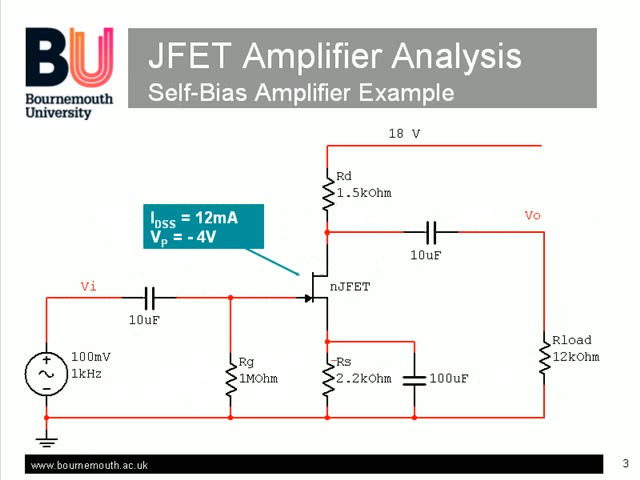 BU
Bournemouth
University
JFET Amplifier Analysis
Self-Bias Amplifier Example
18 V
Rd
1.5kOhm
I_DSS = 12mA
V_P = - 4V
Vo
10uF
nJFET
Vi
10uF
100mV
1kHz
Rg
1MOhm
Rs
2.2kOhm
100uF
Rload
12kOhm
www.bournemouth.ac.uk
3